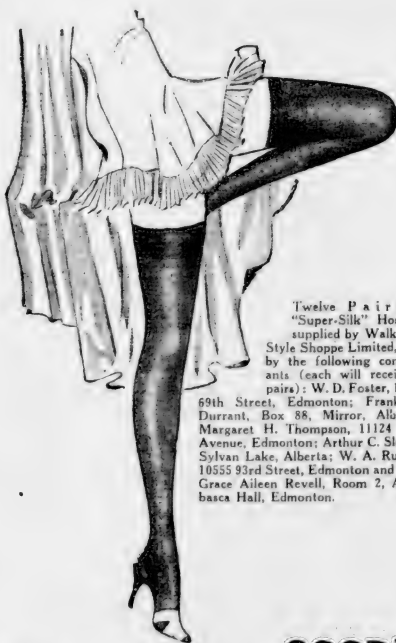 Twelve Pair
"Super-Silk" Ho
supplied by Walk
Style Shoppe Limited,
by the following con
ants (each will recei
pairs): W. D. Foster,
69th Street, Edmonton; Frank
Durrant, Box 88, Mirror, Alb
Margaret H. Thompson, 11124
Avenue, Edmonton; Arthur C. Sl
Sylvan Lake, Alberta; W. A. Ru
10555 93rd Street, Edmonton and
Grace Aileen Revell, Room 2, A
basca Hall, Edmonton.